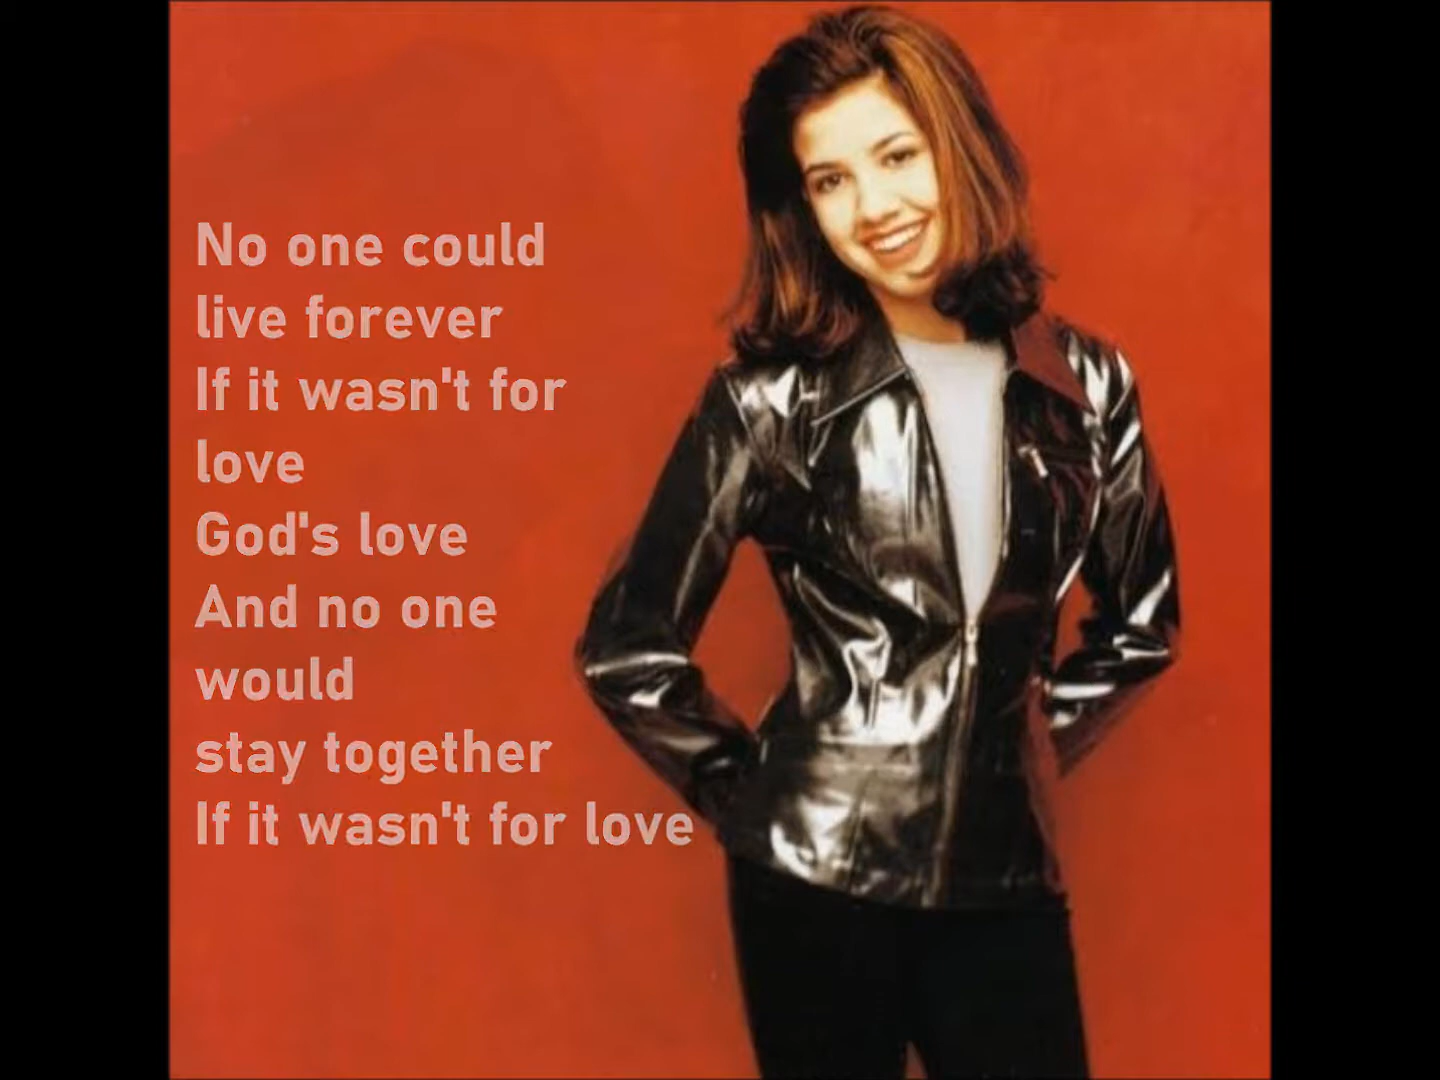 No one could
live forever
If it wasn't for
love
God's love
And no one
would
stay together
If it wasn't for love